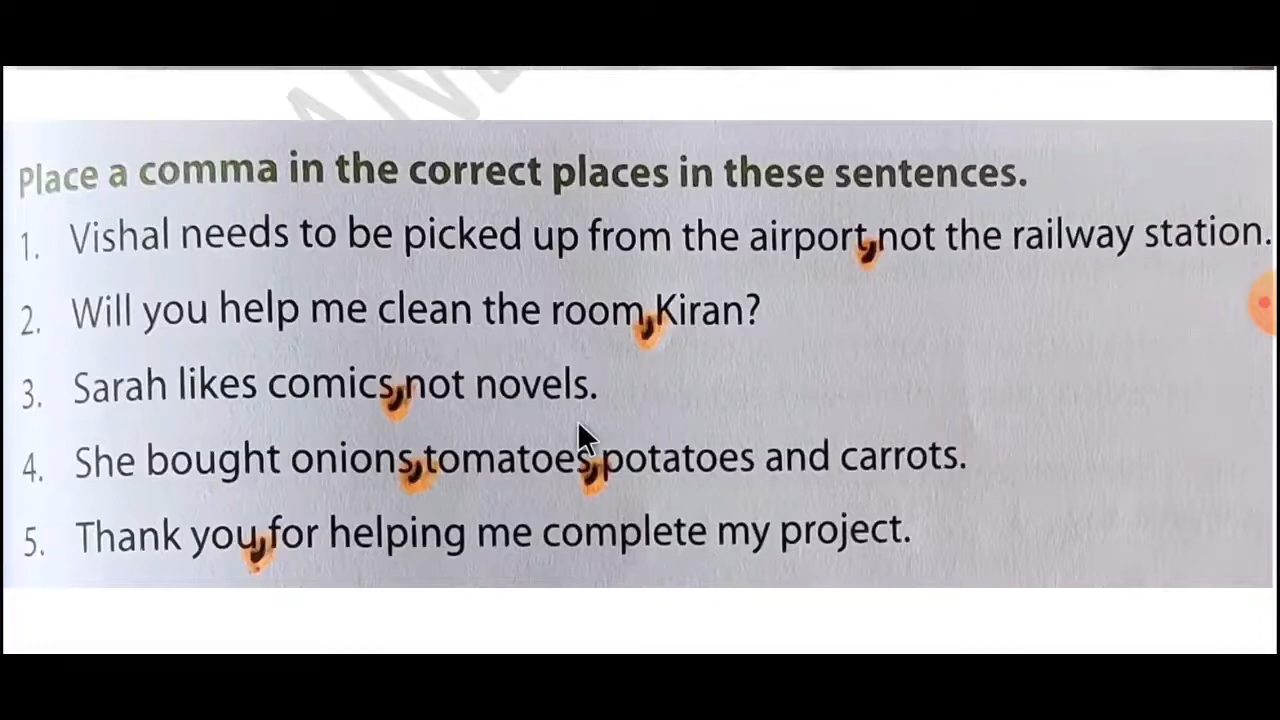 Place a comma in the correct places in these sentences.
1. Vishal needs to be picked up from the airport, not the railway station.
2. Will you help me clean the room, Kiran?
3. Sarah likes comics, not novels.
4. She bought onions, tomatoes, potatoes and carrots.
5. Thank you, for helping me complete my project.